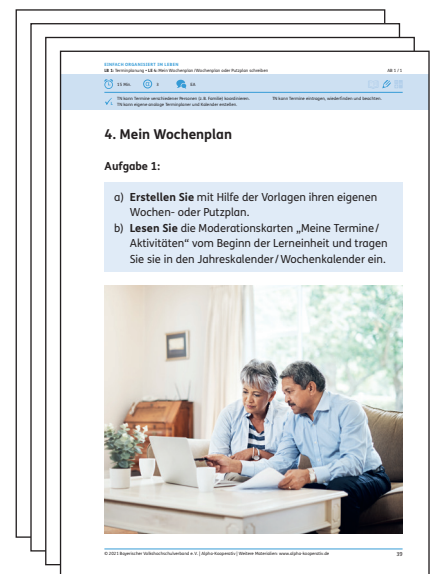 EINFACH ORGANISIERT IM LEBEN
LE 3: Terminplanung • LE 4: Mein Wochenplan /Wochenplan oder Putzplan schreiben AB 1 / 1
15 Min. EA
TN kann Termine verschiedener Personen (z. B. Familie) koordinieren. TN kann Termine eintragen, wiederfinden und beachten.
TN kann eigene analoge Terminplaner und Kalender erstellen.
4. Mein Wochenplan
Aufgabe 1:
a) Erstellen Sie mit Hilfe der Vorlagen ihren eigenen
Wochen- oder Putzplan.
b) Lesen Sie die Moderationskarten „Meine Termine /
Aktivitäten“ vom Beginn der Lerneinheit und tragen
Sie sie in den Jahreskalender / Wochenkalender ein.
© 2021 Bayerischer Volkshochschulverband e. V. | Alpha-Kooperativ | Weitere Materialien: www.alpha-kooperativ.de 39